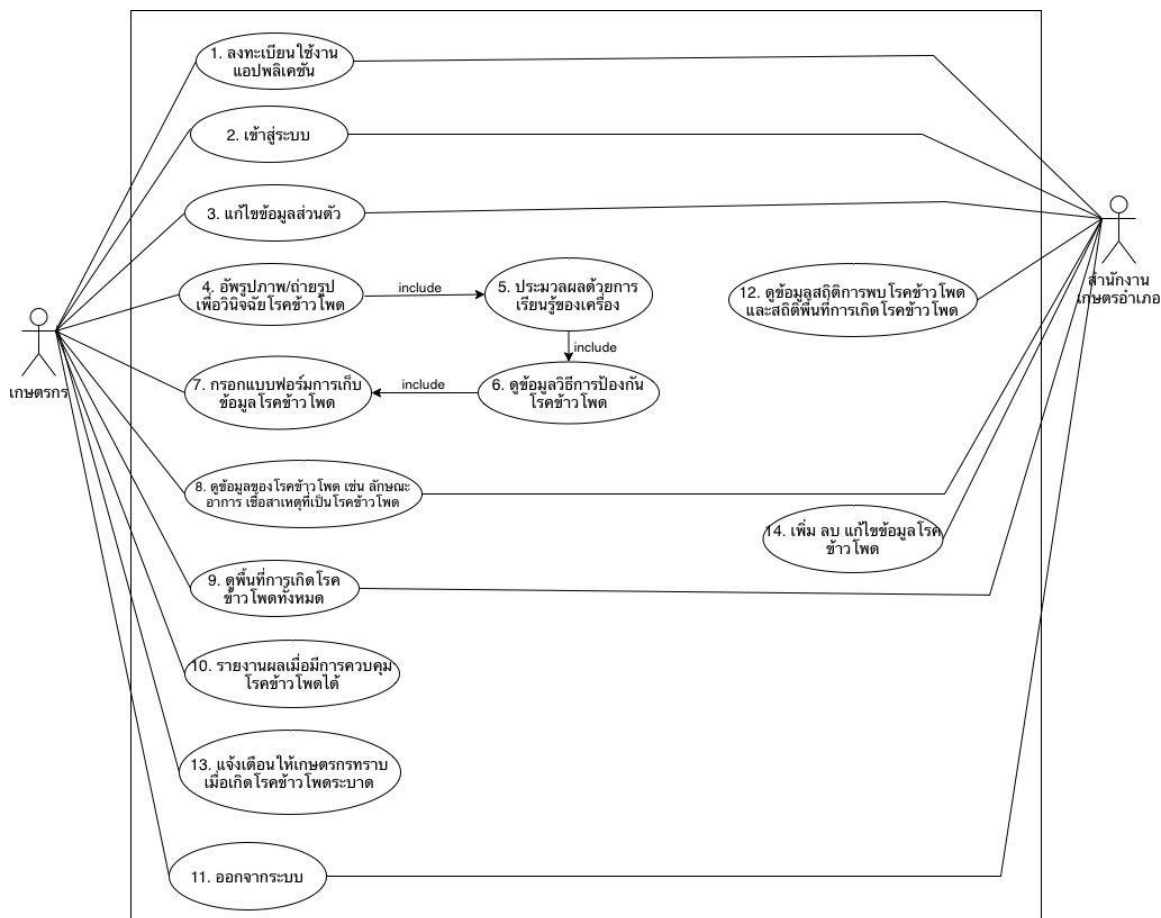 1. ลงทะเบียนใช้งาน
แอปพลิเคชัน
2. เข้าสู่ระบบ
3. แก้ไขข้อมูลส่วนตัว
4. อัพรูปภาพ/ถ่ายรูป
เพื่อวินิจฉัยโรคข้าวโพด
include
5. ประมวลผลด้วยการ
เรียนรู้ของเครื่อง
12. ดูข้อมูลสถิติการพบโรคข้าวโพด
และสถิติพื้นที่การเกิดโรคข้าวโพด
สำนักงาน
เกษตรอำเภอ
include
เกษตรกร
7. กรอกแบบฟอร์มการเก็บ
ข้อมูลโรคข้าวโพด
include
6. ดูข้อมูลวิธีการป้องกัน
โรคข้าวโพด
8. ดูข้อมูลของโรคข้าวโพด เช่น ลักษณะ
อาการ เชื้อสาเหตุที่เป็นโรคข้าวโพด
14. เพิ่ม ลบ แก้ไขข้อมูลโรค
ข้าวโพด
9. ดูพื้นที่การเกิดโรค
ข้าวโพดทั้งหมด
10. รายงานผลเมื่อมีการควบคุม
โรคข้าวโพดได้
13. แจ้งเตือนให้เกษตรกรทราบ
เมื่อเกิดโรคข้าวโพดระบาด
11. ออกจากระบบ